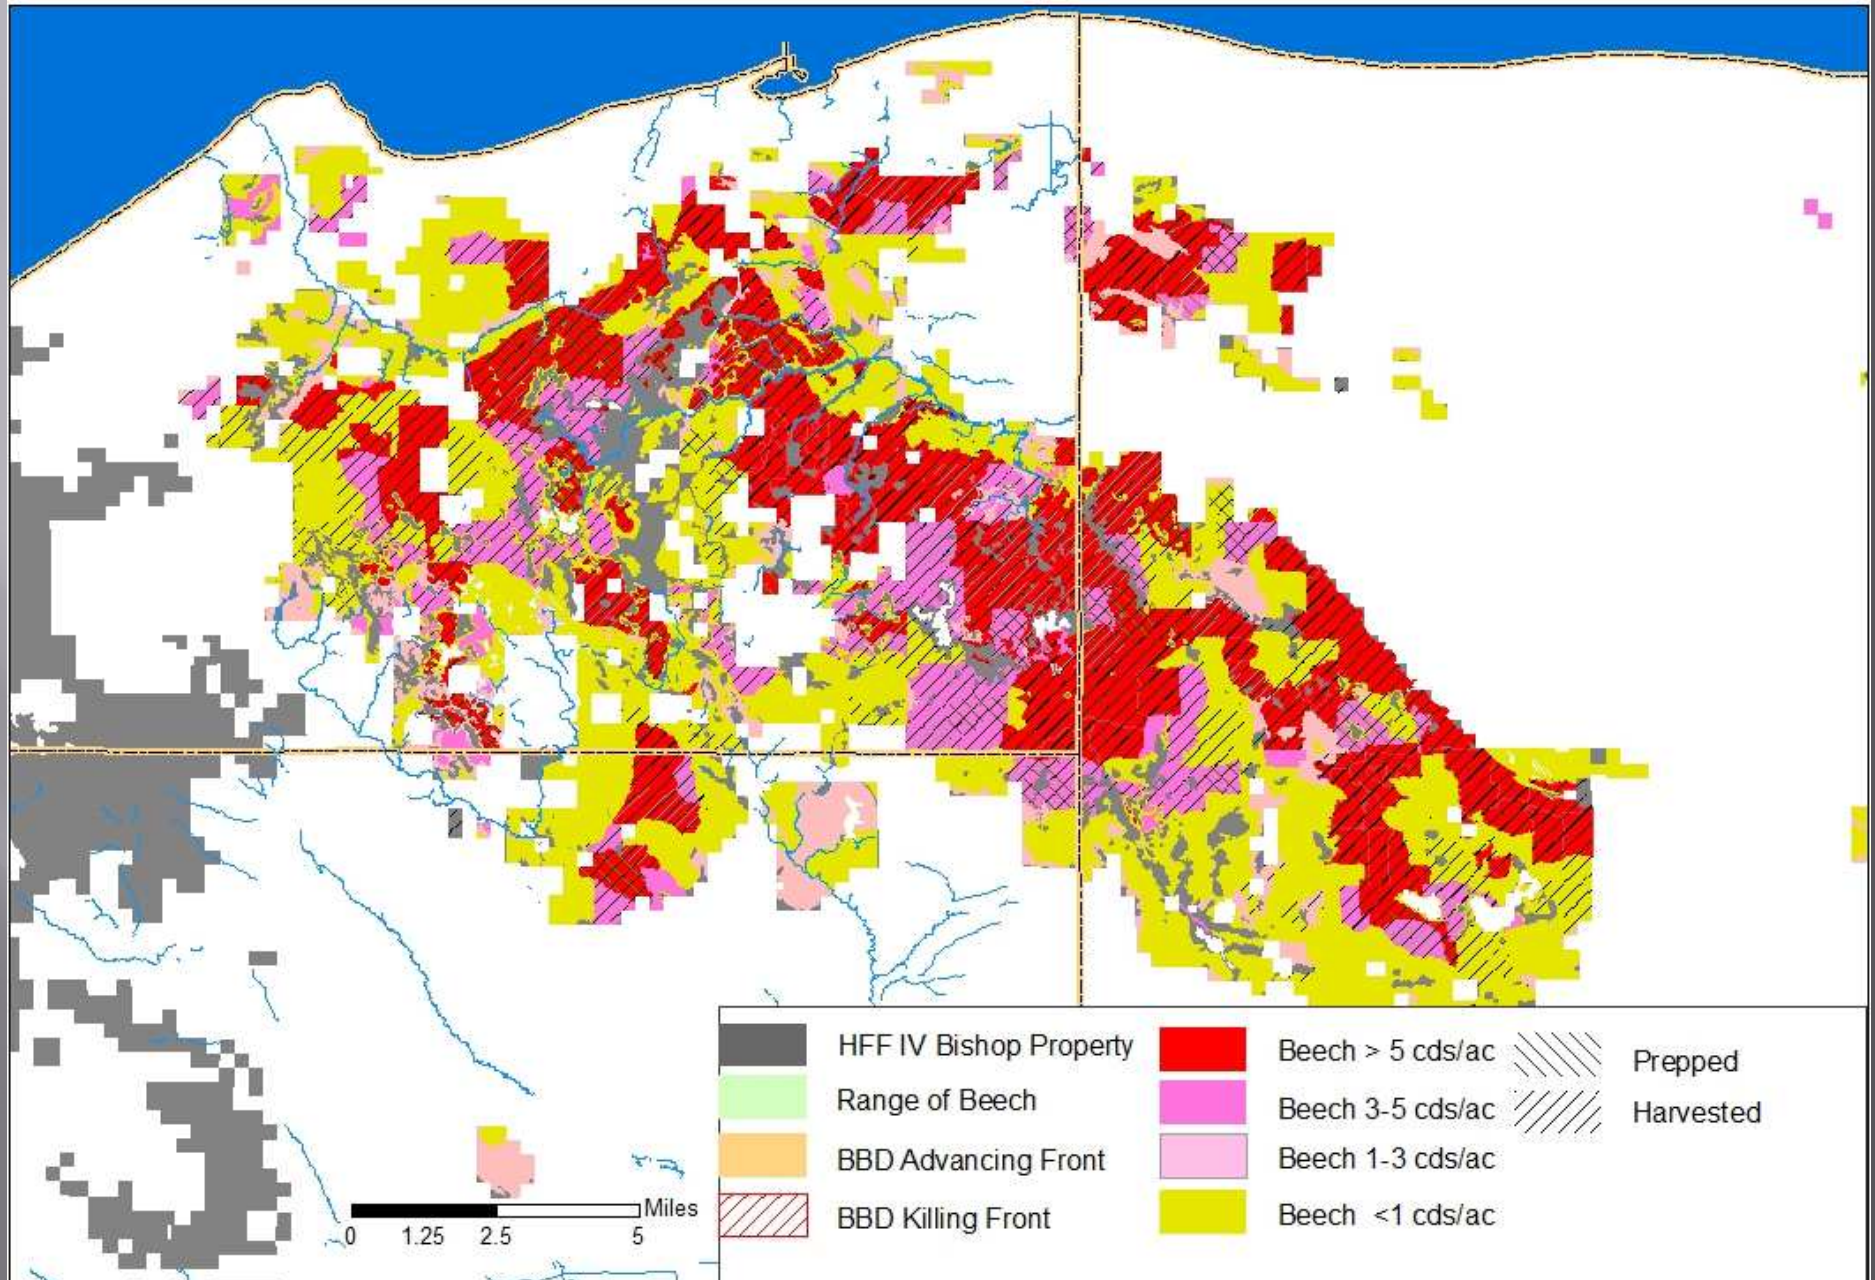 HFF IV Bishop Property
Range of Beech
BBD Advancing Front
BBD Killing Front
Beech > 5 cds/ac
Beech 3-5 cds/ac
Beech 1-3 cds/ac
Beech <1 cds/ac
Prepped
Harvested
Miles
0 1.25 2.5 5